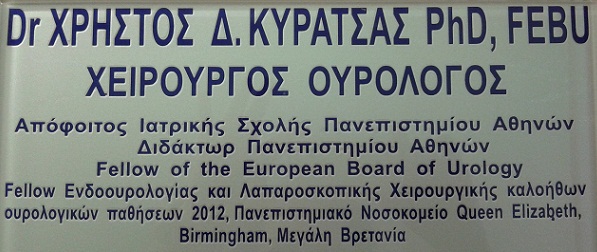 Dr ΧΡΗΣΤΟΣ Δ. ΚΥΡΑΤΣΑΣ PhD, FEBU
ΧΕΙΡΟΥΡΓΟΣ ΟΥΡΟΛΟΓΟΣ
Απόφοιτος Ιατρικής Σχολής Πανεπιστημίου Αθηνών
Διδάκτωρ Πανεπιστημίου Αθηνών
Fellow of the European Board of Urology
Fellow Ενδοουρολογίας και Λαπαροσκοπικής Χειρουργικής καλοήθων
ουρολογικών παθήσεων 2012, Πανεπιστημιακό Νοσοκομείο Queen Elizabeth,
Birmingham, Μεγάλη Βρετανία